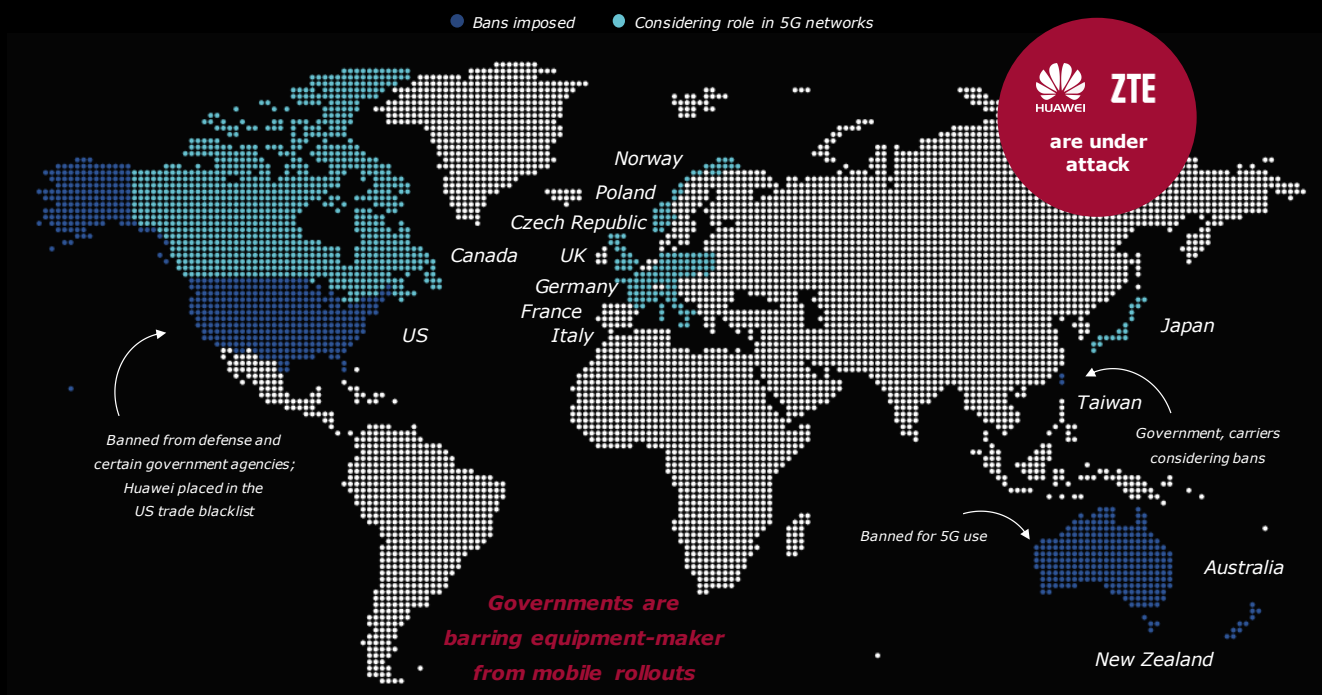 Bans imposed
Considering role in 5G networks
HUAWEI
ZTE
are under
attack
Norway
Poland
Czech Republic
Canada
UK
Germany
France
Italy
US
Japan
Taiwan
Banned from defense and
certain government agencies;
Huawei placed in the
US trade blacklist
Government, carriers
considering bans
Banned for 5G use
Australia
New Zealand
Governments are
barring equipment-maker
from mobile rollouts